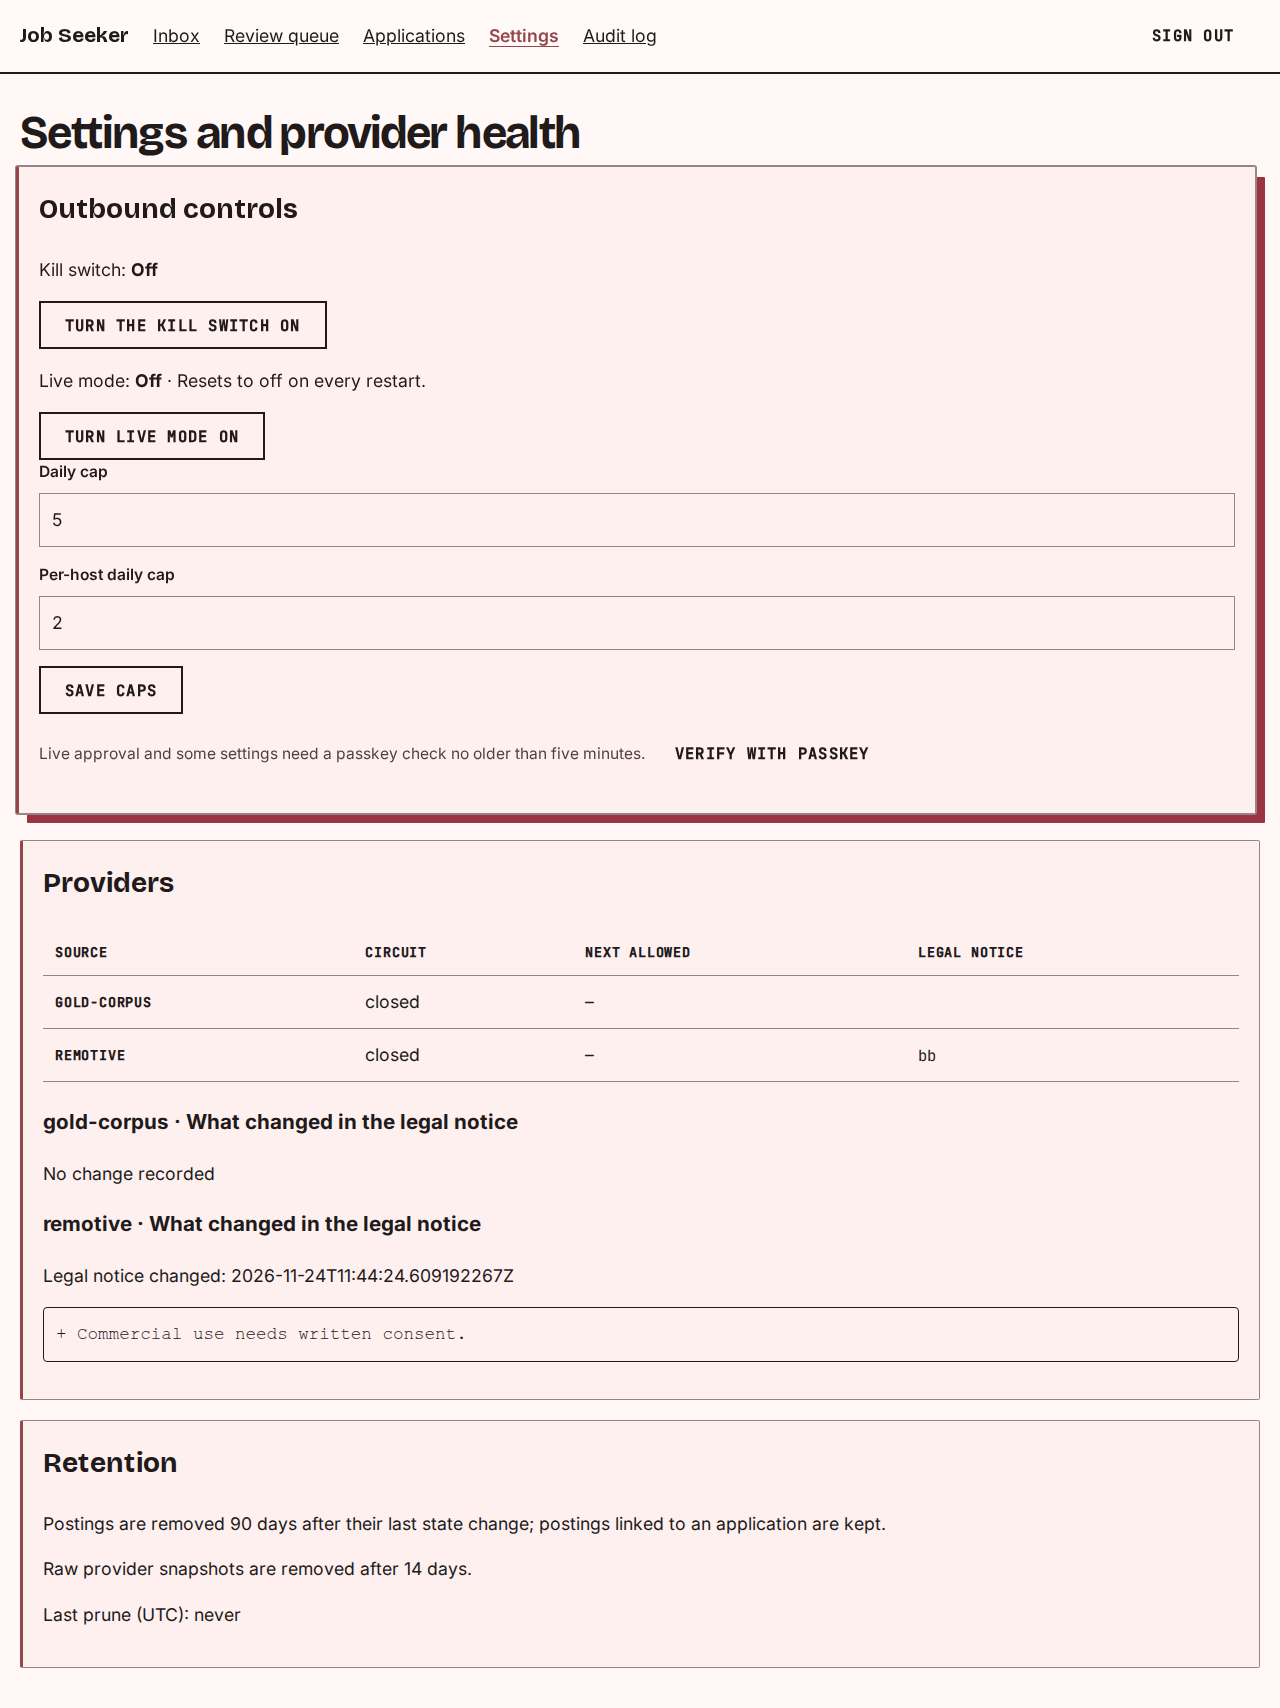 Job Seeker Inbox Review queue Applications Settings Audit log SIGN OUT
Settings and provider health
Outbound controls
Kill switch: Off
TURN THE KILL SWITCH ON
Live mode: Off · Resets to off on every restart.
TURN LIVE MODE ON
Daily cap
5
Per-host daily cap
2
SAVE CAPS
Live approval and some settings need a passkey check no older than five minutes. VERIFY WITH PASSKEY
Providers
SOURCE CIRCUIT NEXT ALLOWED LEGAL NOTICE
GOLD-CORPUS closed –
REMOTIVE closed – bb
gold-corpus · What changed in the legal notice
No change recorded
remotive · What changed in the legal notice
Legal notice changed: 2026-11-24T11:44:24.609192267Z
+ Commercial use needs written consent.
Retention
Postings are removed 90 days after their last state change; postings linked to an application are kept.
Raw provider snapshots are removed after 14 days.
Last prune (UTC): never